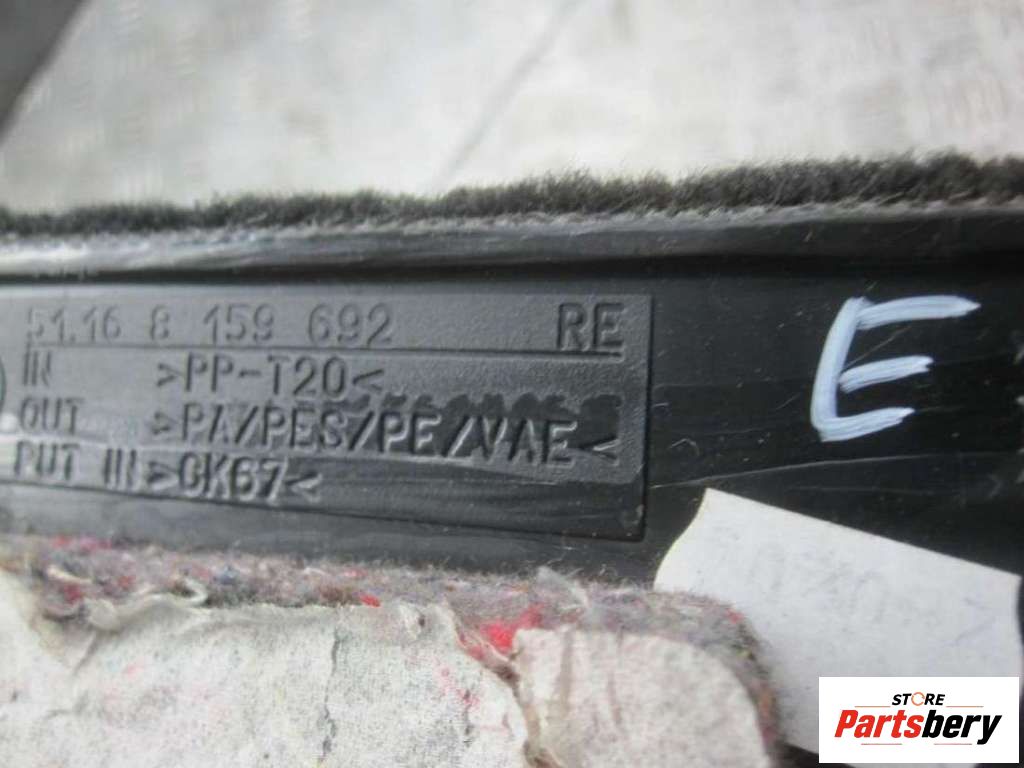 51.16 8 159 692 RE
IN >PP-T20<
OUT >PA/PES/PE/VAE<
PUT IN >CK67<
E
STORE
Partsbery